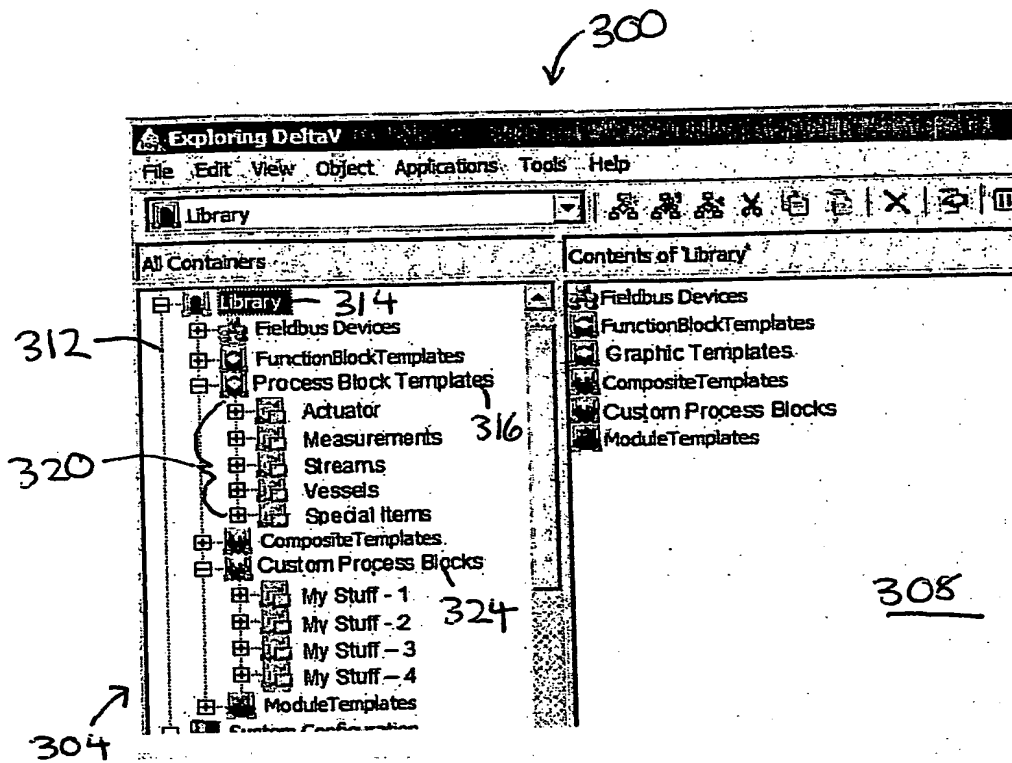 300
Exploring DeltaV
File Edit View Object Applications Tools Help
Library
All Containers
Contents of 'Library'
Library 314
312
Fieldbus Devices
FunctionBlockTemplates
Process Block Templates
316
Actuator
Measurements
320
Streams
Vessels
Special Items
CompositeTemplates
Custom Process Blocks
324
My Stuff - 1
My Stuff - 2
My Stuff - 3
My Stuff - 4
ModuleTemplates
System Configuration
304
Fieldbus Devices
FunctionBlockTemplates
Graphic Templates
CompositeTemplates
Custom Process Blocks
ModuleTemplates
308